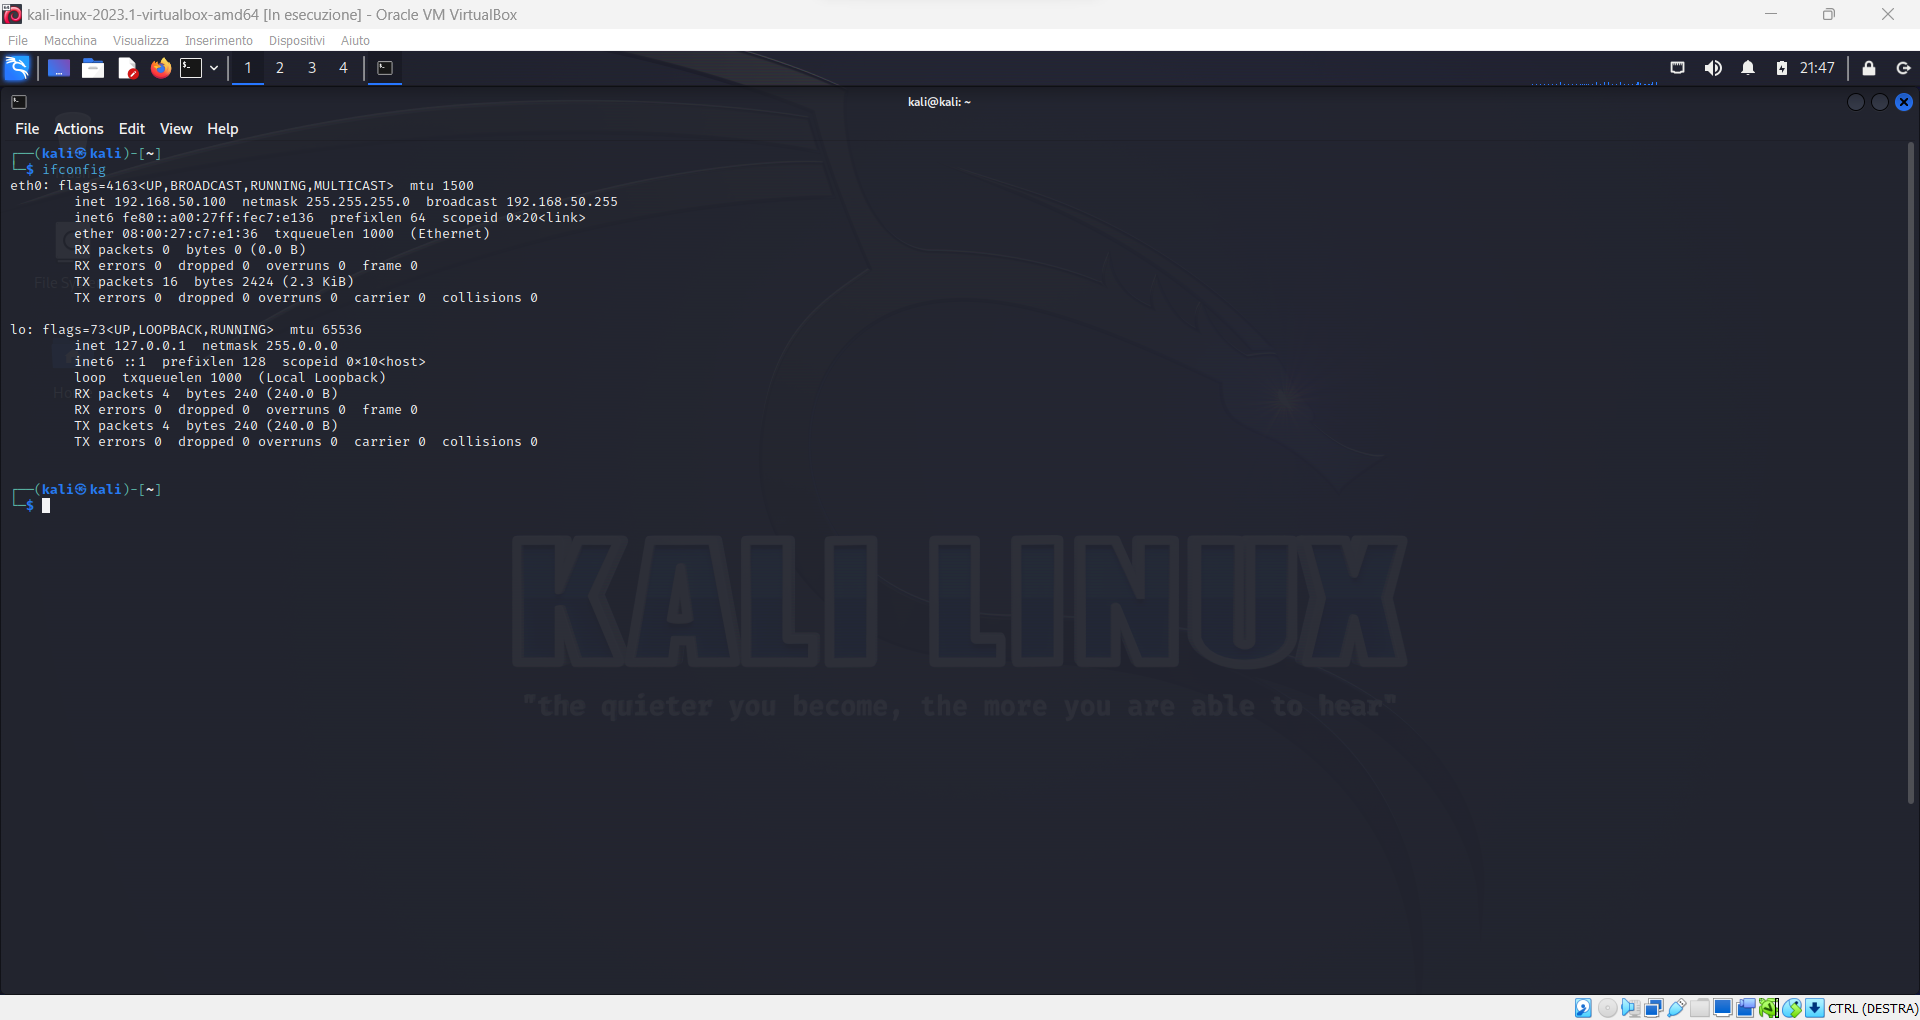 kali-linux-2023.1-virtualbox-amd64 [In esecuzione] - Oracle VM VirtualBox
File Macchina Visualizza Inserimento Dispositivi Aiuto
1 2 3 4 21:47
kali@kali: ~
File Actions Edit View Help
┌──(kali㉿kali)-[~]
└─$ ifconfig
eth0: flags=4163<UP,BROADCAST,RUNNING,MULTICAST>  mtu 1500
        inet 192.168.50.100  netmask 255.255.255.0  broadcast 192.168.50.255
        inet6 fe80::a00:27ff:fec7:e136  prefixlen 64  scopeid 0×20<link>
        ether 08:00:27:c7:e1:36  txqueuelen 1000  (Ethernet)
        RX packets 0  bytes 0 (0.0 B)
        RX errors 0  dropped 0  overruns 0  frame 0
        TX packets 16  bytes 2424 (2.3 KiB)
        TX errors 0  dropped 0 overruns 0  carrier 0  collisions 0

lo: flags=73<UP,LOOPBACK,RUNNING>  mtu 65536
        inet 127.0.0.1  netmask 255.0.0.0
        inet6 ::1  prefixlen 128  scopeid 0×10<host>
        loop  txqueuelen 1000  (Local Loopback)
        RX packets 4  bytes 240 (240.0 B)
        RX errors 0  dropped 0  overruns 0  frame 0
        TX packets 4  bytes 240 (240.0 B)
        TX errors 0  dropped 0 overruns 0  carrier 0  collisions 0

┌──(kali㉿kali)-[~]
└─$
KALI LINUX
"the quieter you become, the more you are able to hear"
CTRL (DESTRA)